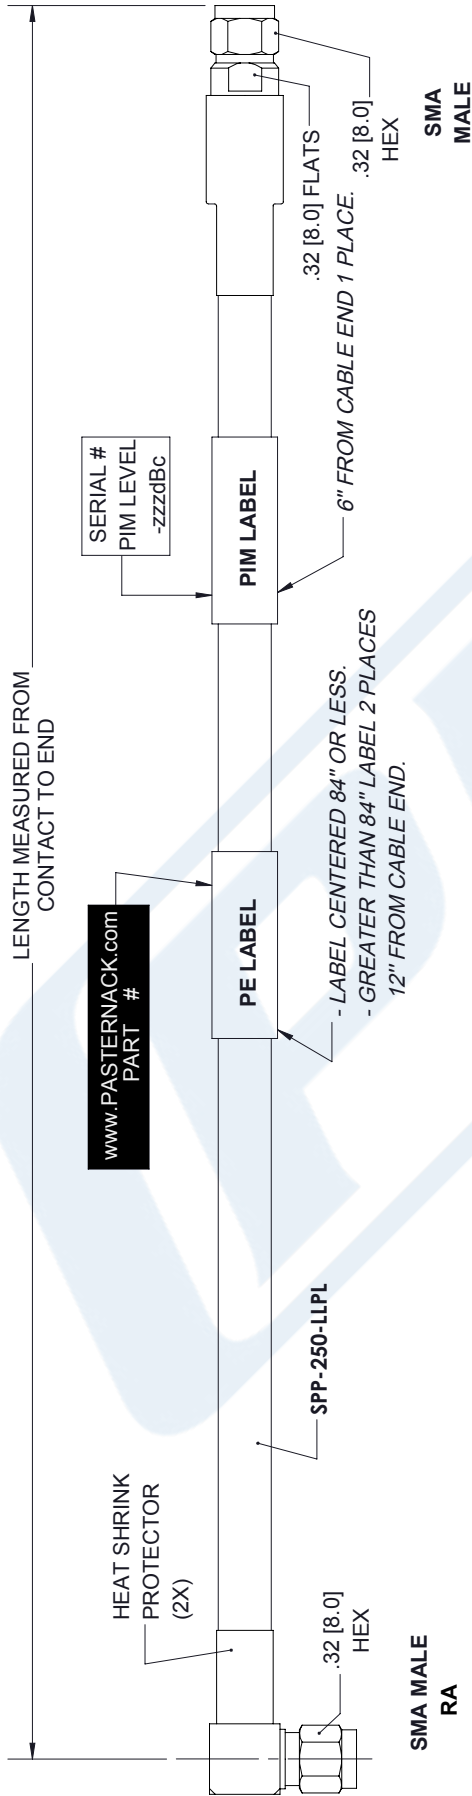 LENGTH MEASURED FROM
CONTACT TO END
HEAT SHRINK
PROTECTOR
(2X)
www.PASTERNACK.com
PART #
SERIAL #
PIM LEVEL
-zzzdBc
PE LABEL
PIM LABEL
SPP-250-LLPL
- LABEL CENTERED 84" OR LESS.
- GREATER THAN 84" LABEL 2 PLACES
12" FROM CABLE END.
6" FROM CABLE END 1 PLACE.
.32 [8.0] FLATS
.32 [8.0]
HEX
.32 [8.0]
HEX
SMA MALE
RA
SMA
MALE